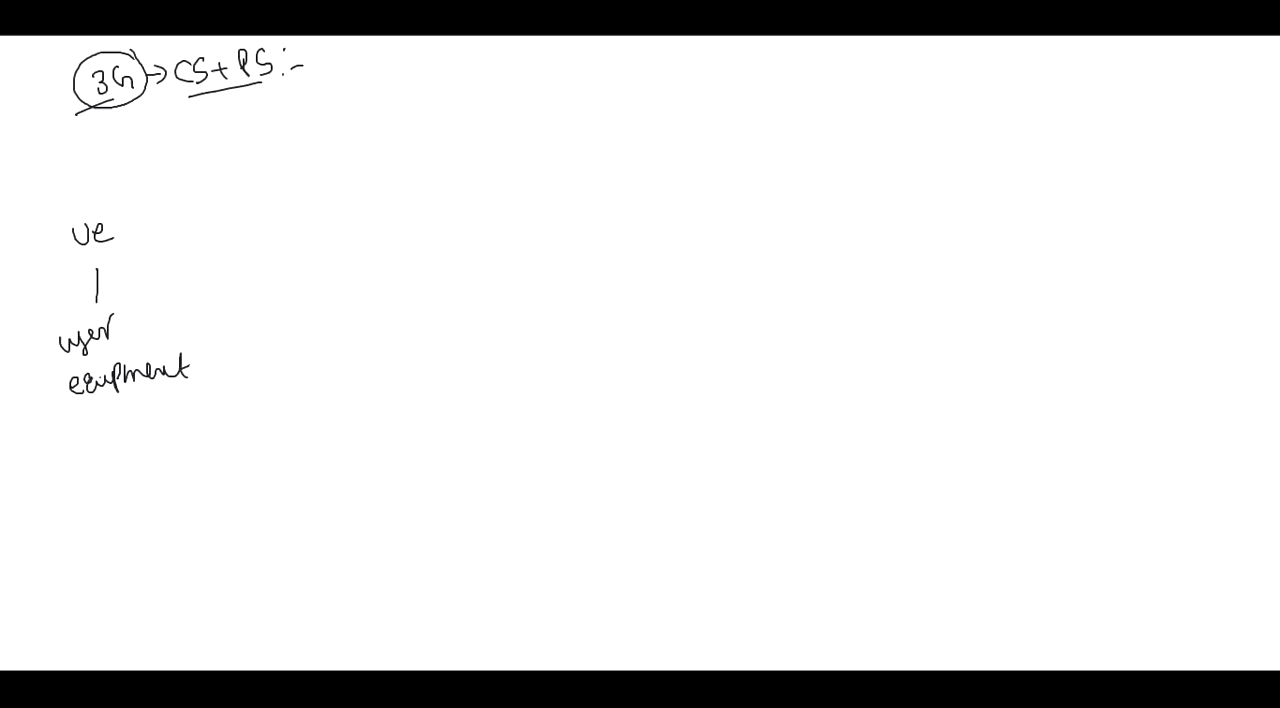 3G → CS + PS :-
UE
|
user
equipment